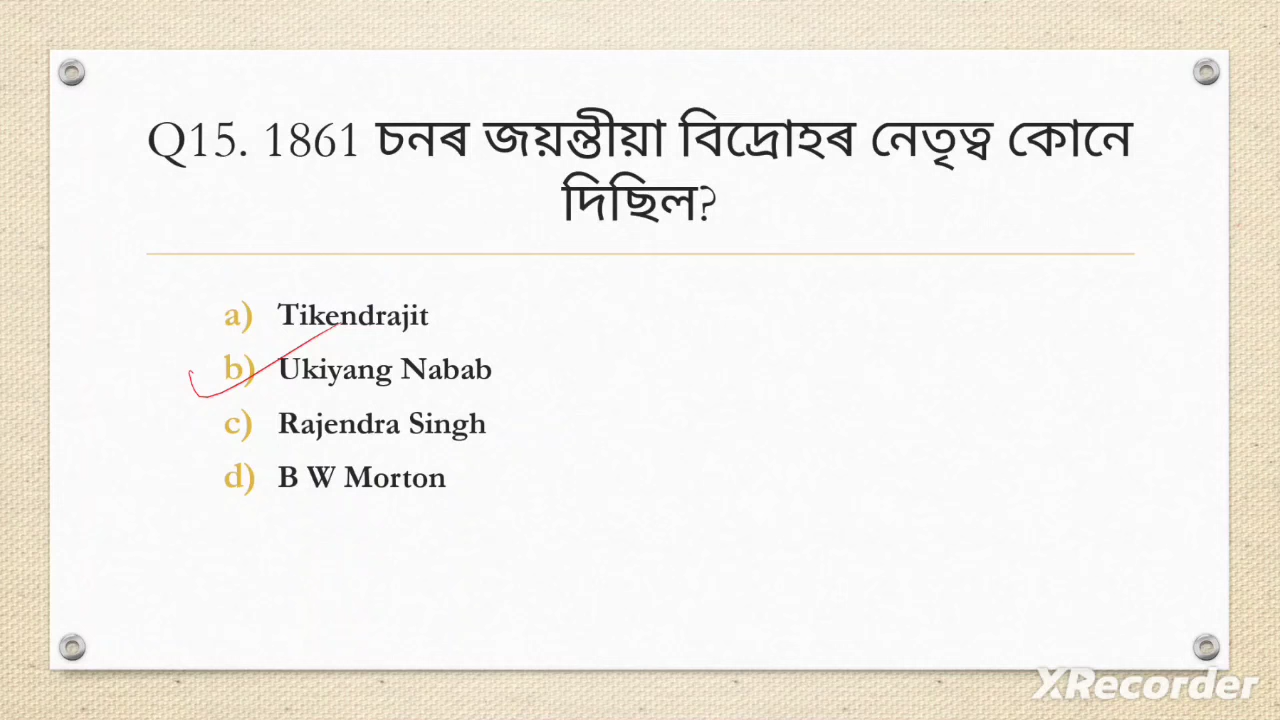 Q15. 1861 চনৰ জয়ন্তীয়া বিদ্ৰোহৰ নেতৃত্ব কোনে
দিছিল?
a) Tikendrajit
b) Ukiyang Nabab
c) Rajendra Singh
d) B W Morton
XRecorder